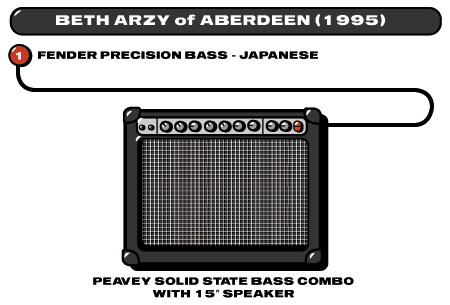 BETH ARZY of ABERDEEN (1995)
1 FENDER PRECISION BASS - JAPANESE
PEAVEY SOLID STATE BASS COMBO
WITH 15" SPEAKER